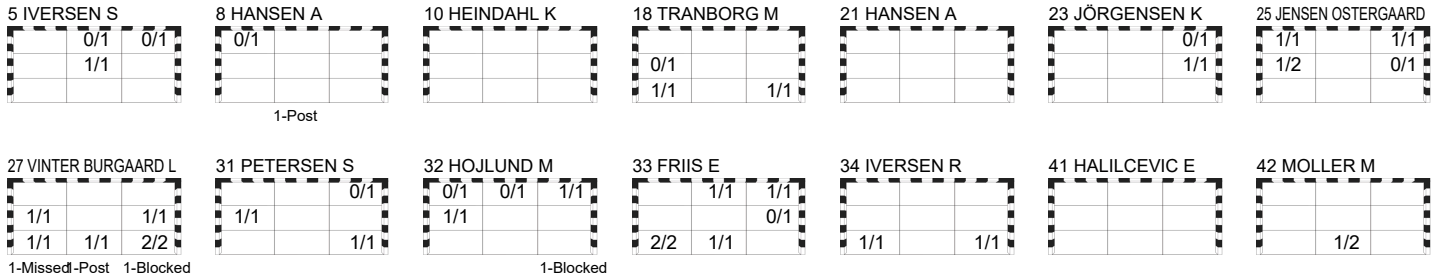 5 IVERSEN S 8 HANSEN A 10 HEINDAHL K 18 TRANBORG M 21 HANSEN A 23 JÖRGENSEN K 25 JENSEN OSTERGAARD
0/1 0/1 0/1 0/1 1/1 1/1
1/1 0/1 1/1 1/2 0/1
1/1 1/1
1-Post
27 VINTER BURGAARD L 31 PETERSEN S 32 HOJLUND M 33 FRIIS E 34 IVERSEN R 41 HALILCEVIC E 42 MOLLER M
0/1 0/1 0/1 1/1 1/1 1/1
1/1 1/1 1/1 1/1 0/1
1/1 1/1 2/2 1/1 2/2 1/1 1/1 1/1 1/2
1-Missed 1-Post 1-Blocked 1-Blocked